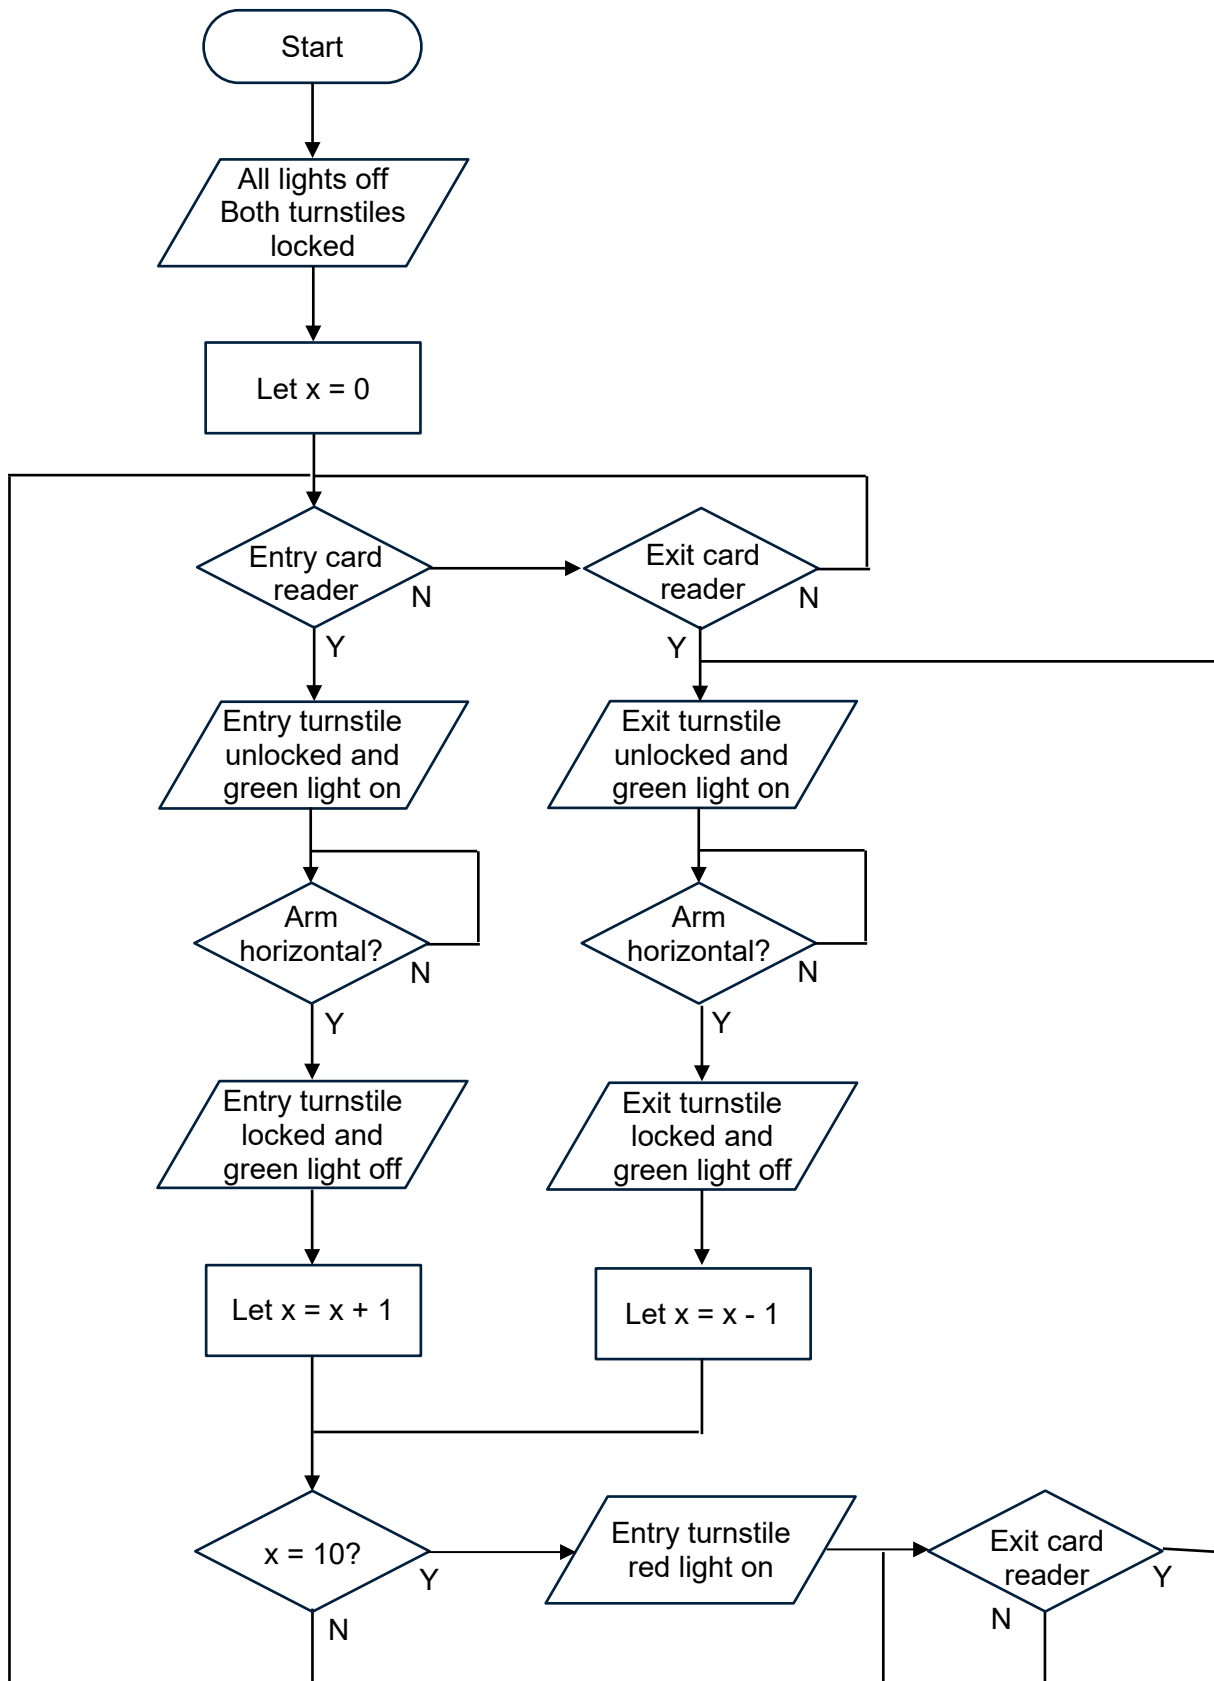 Start
All lights off
Both turnstiles
locked
Let x = 0
Entry card
reader
N
Y
Exit card
reader
N
Y
Entry turnstile
unlocked and
green light on
Exit turnstile
unlocked and
green light on
Arm
horizontal?
N
Y
Arm
horizontal?
N
Y
Entry turnstile
locked and
green light off
Exit turnstile
locked and
green light off
Let x = x + 1
Let x = x - 1
x = 10?
Y
N
Entry turnstile
red light on
Exit card
reader
Y
N